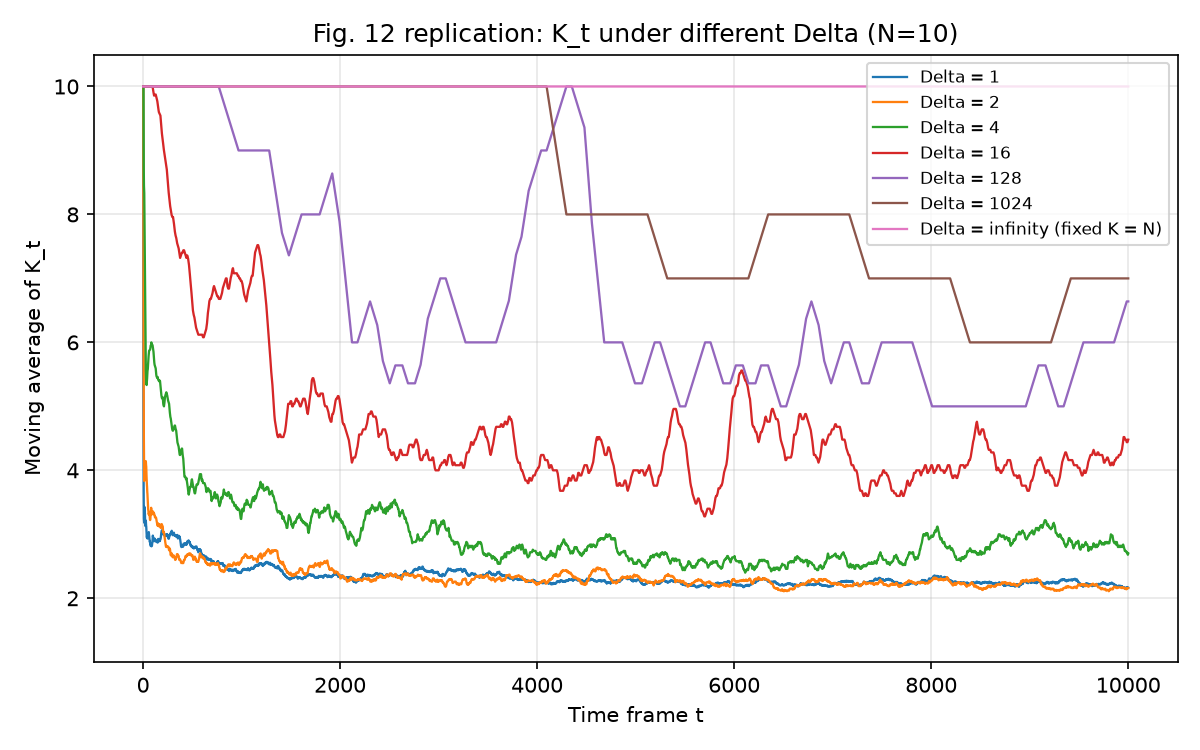 Fig. 12 replication: K_t under different Delta (N=10)
Moving average of K_t
10
8
6
4
2
Delta = 1
Delta = 2
Delta = 4
Delta = 16
Delta = 128
Delta = 1024
Delta = infinity (fixed K = N)
0
2000
4000
6000
8000
10000
Time frame t